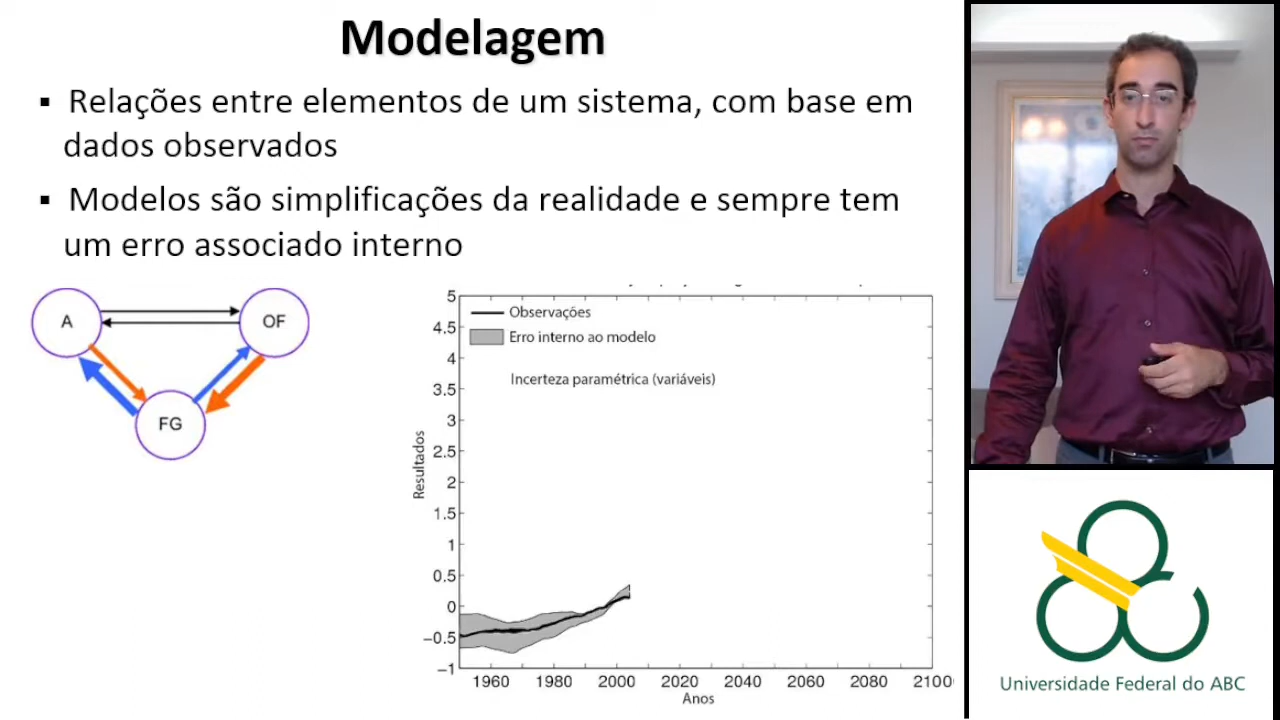 Modelagem
▪ Relações entre elementos de um sistema, com base em
dados observados
▪ Modelos são simplificações da realidade e sempre tem
um erro associado interno
A
OF
FG
Observações
Erro interno ao modelo
Incerteza paramétrica (variáveis)
Resultados
5
4.5
4
3.5
3
2.5
2
1.5
1
0.5
0
−0.5
−1
1960 1980 2000 2020 2040 2060 2080 2100
Anos
Universidade Federal do ABC